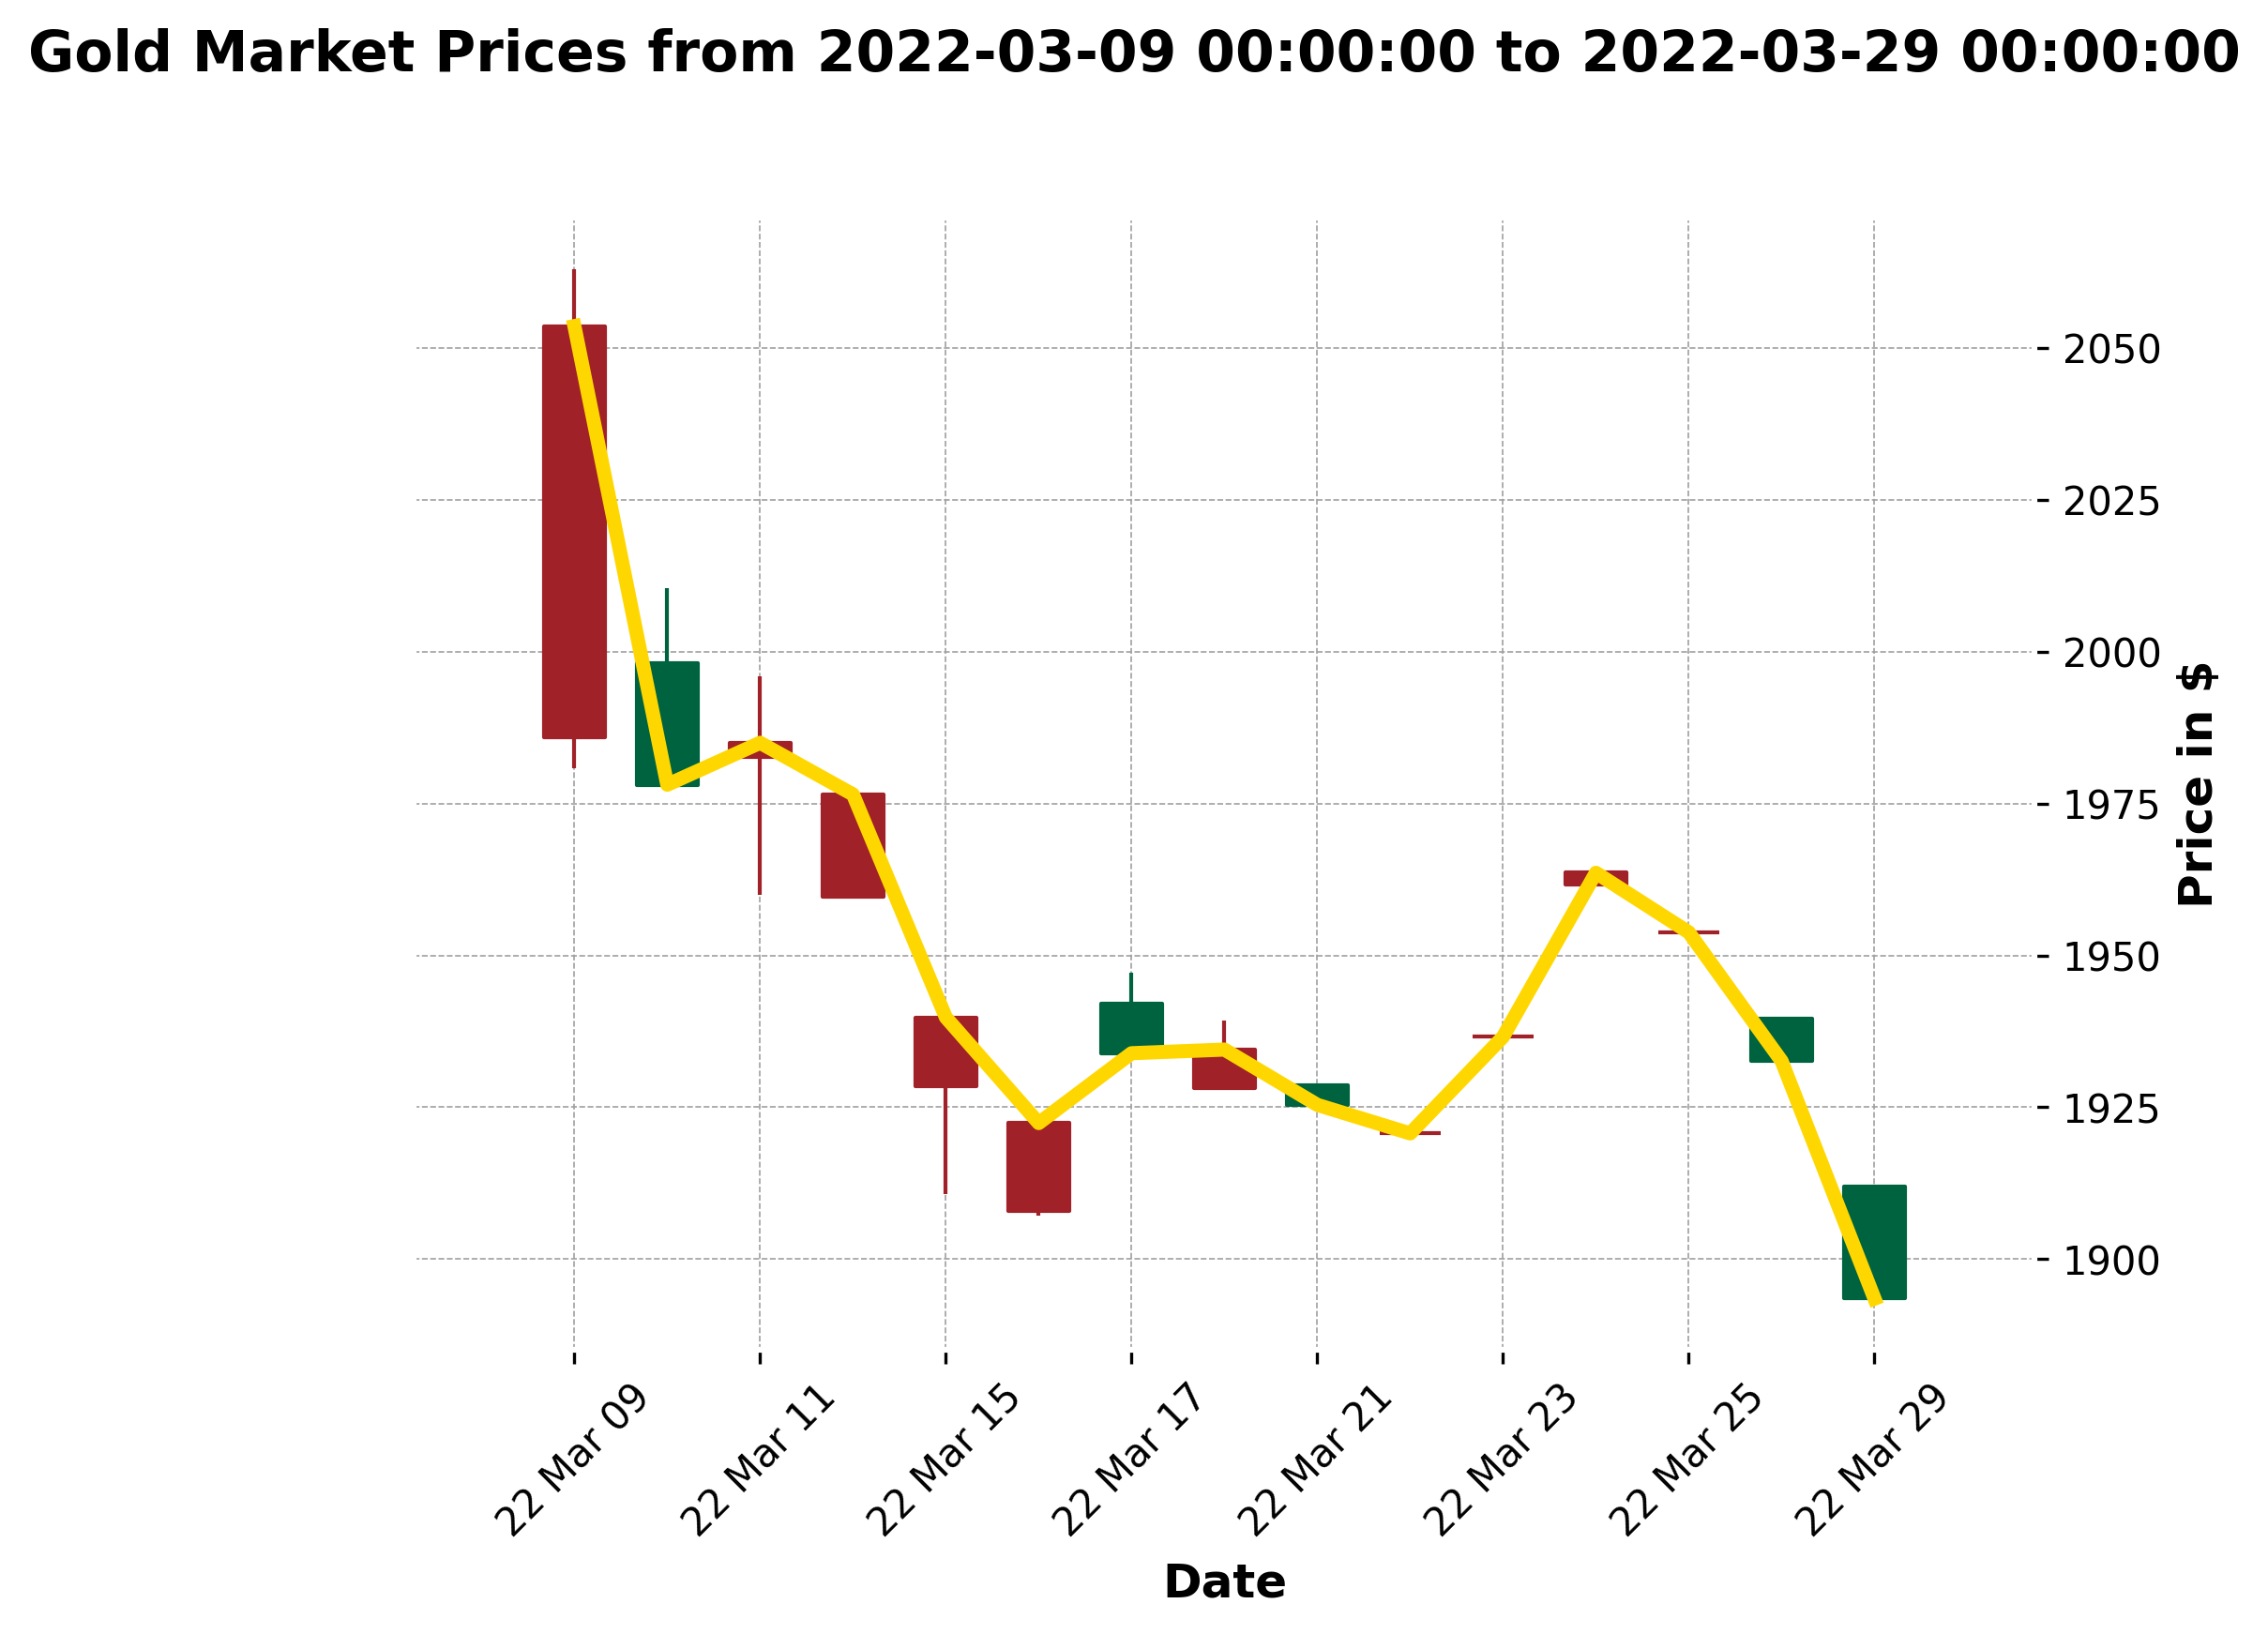 Gold Market Prices from 2022-03-09 00:00:00 to 2022-03-29 00:00:00
2050
2025
2000
1975
1950
1925
1900
Price in $
22 Mar 09
22 Mar 11
22 Mar 15
22 Mar 17
22 Mar 21
22 Mar 23
22 Mar 25
22 Mar 29
Date